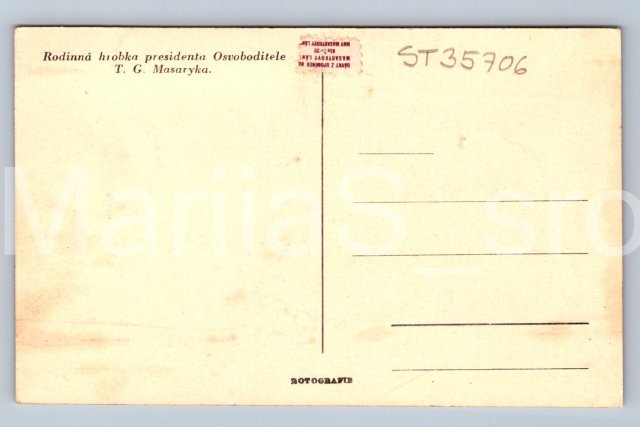 Rodinná hrobka presidenta Osvoboditele
T. G. Masaryka.
ST35706
MariiaS_sro
ROTOGRAFIE